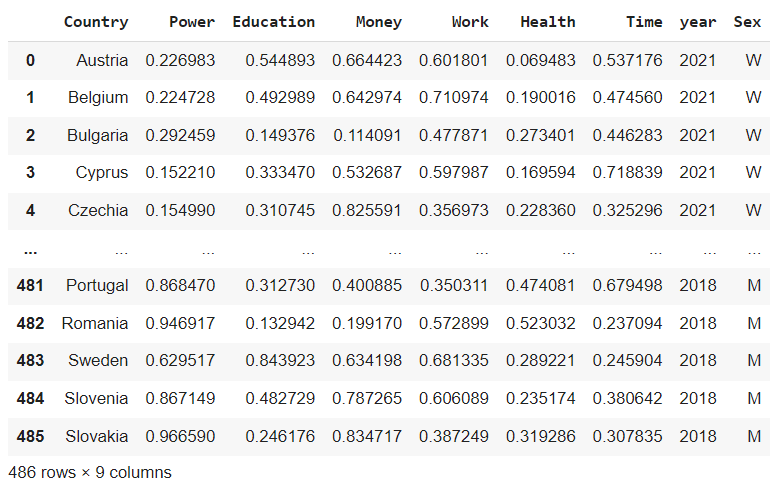 Country Power Education Money Work Health Time year Sex
0 Austria 0.226983 0.544893 0.664423 0.601801 0.069483 0.537176 2021 W
1 Belgium 0.224728 0.492989 0.642974 0.710974 0.190016 0.474560 2021 W
2 Bulgaria 0.292459 0.149376 0.114091 0.477871 0.273401 0.446283 2021 W
3 Cyprus 0.152210 0.333470 0.532687 0.597987 0.169594 0.718839 2021 W
4 Czechia 0.154990 0.310745 0.825591 0.356973 0.228360 0.325296 2021 W
... ... ... ... ... ... ... ... ... ...
481 Portugal 0.868470 0.312730 0.400885 0.350311 0.474081 0.679498 2018 M
482 Romania 0.946917 0.132942 0.199170 0.572899 0.523032 0.237094 2018 M
483 Sweden 0.629517 0.843923 0.634198 0.681335 0.289221 0.245904 2018 M
484 Slovenia 0.867149 0.482729 0.787265 0.606089 0.235174 0.380642 2018 M
485 Slovakia 0.966590 0.246176 0.834717 0.387249 0.319286 0.307835 2018 M
486 rows × 9 columns